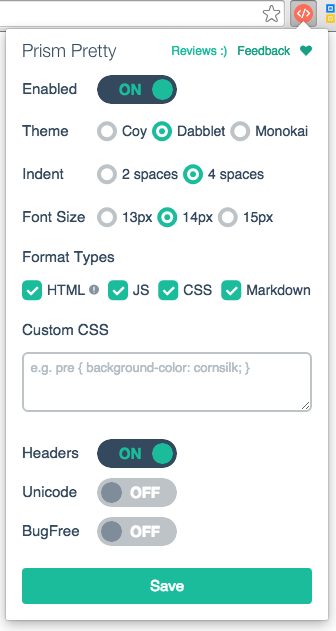 Prism Pretty Reviews :) Feedback
Enabled ON
Theme Coy Dabblet Monokai
Indent 2 spaces 4 spaces
Font Size 13px 14px 15px
Format Types
HTML JS CSS Markdown
Custom CSS
e.g. pre { background-color: cornsilk; }
Headers ON
Unicode OFF
BugFree OFF
Save